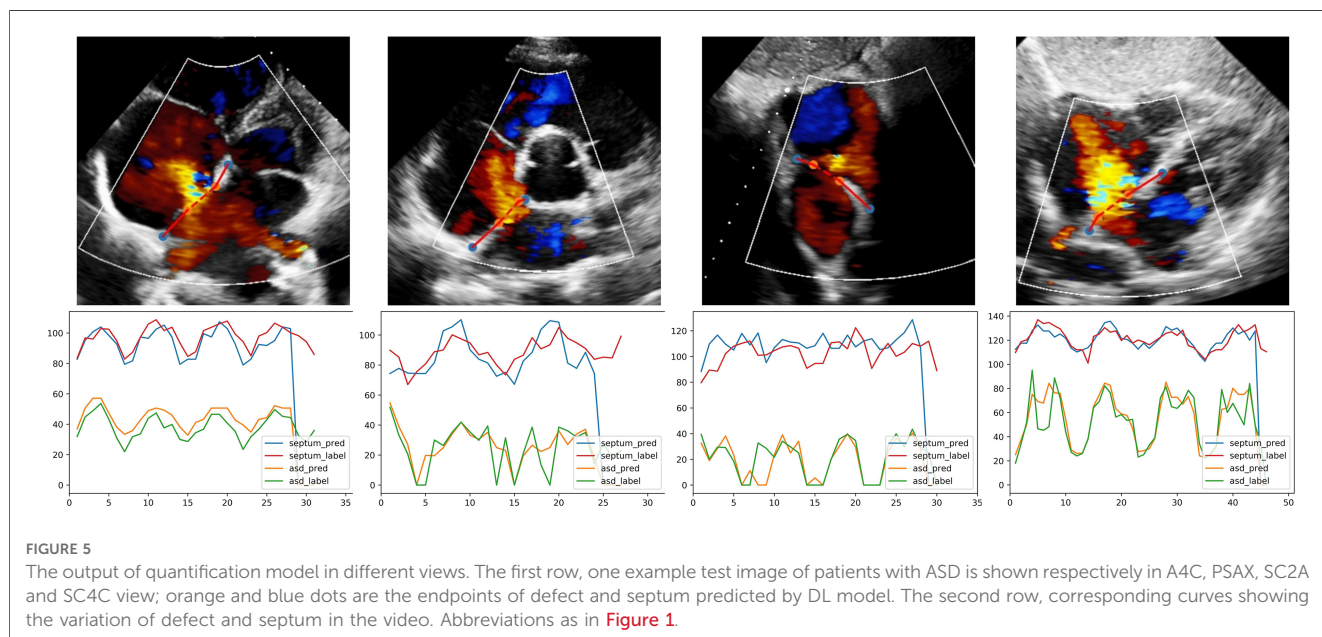 100
80
60
40
20
0
0 5 10 15 20 25 30 35
septum_pred
septum_label
asd_pred
asd_label
100
80
60
40
20
0
0 5 10 15 20 25 30
septum_pred
septum_label
asd_pred
asd_label
120
100
80
60
40
20
0
0 5 10 15 20 25 30 35
septum_pred
septum_label
asd_pred
asd_label
140
120
100
80
60
40
20
0
0 10 20 30 40 50
septum_pred
septum_label
asd_pred
asd_label
FIGURE 5
The output of quantification model in different views. The first row, one example test image of patients with ASD is shown respectively in A4C, PSAX, SC2A
and SC4C view; orange and blue dots are the endpoints of defect and septum predicted by DL model. The second row, corresponding curves showing
the variation of defect and septum in the video. Abbreviations as in Figure 1.